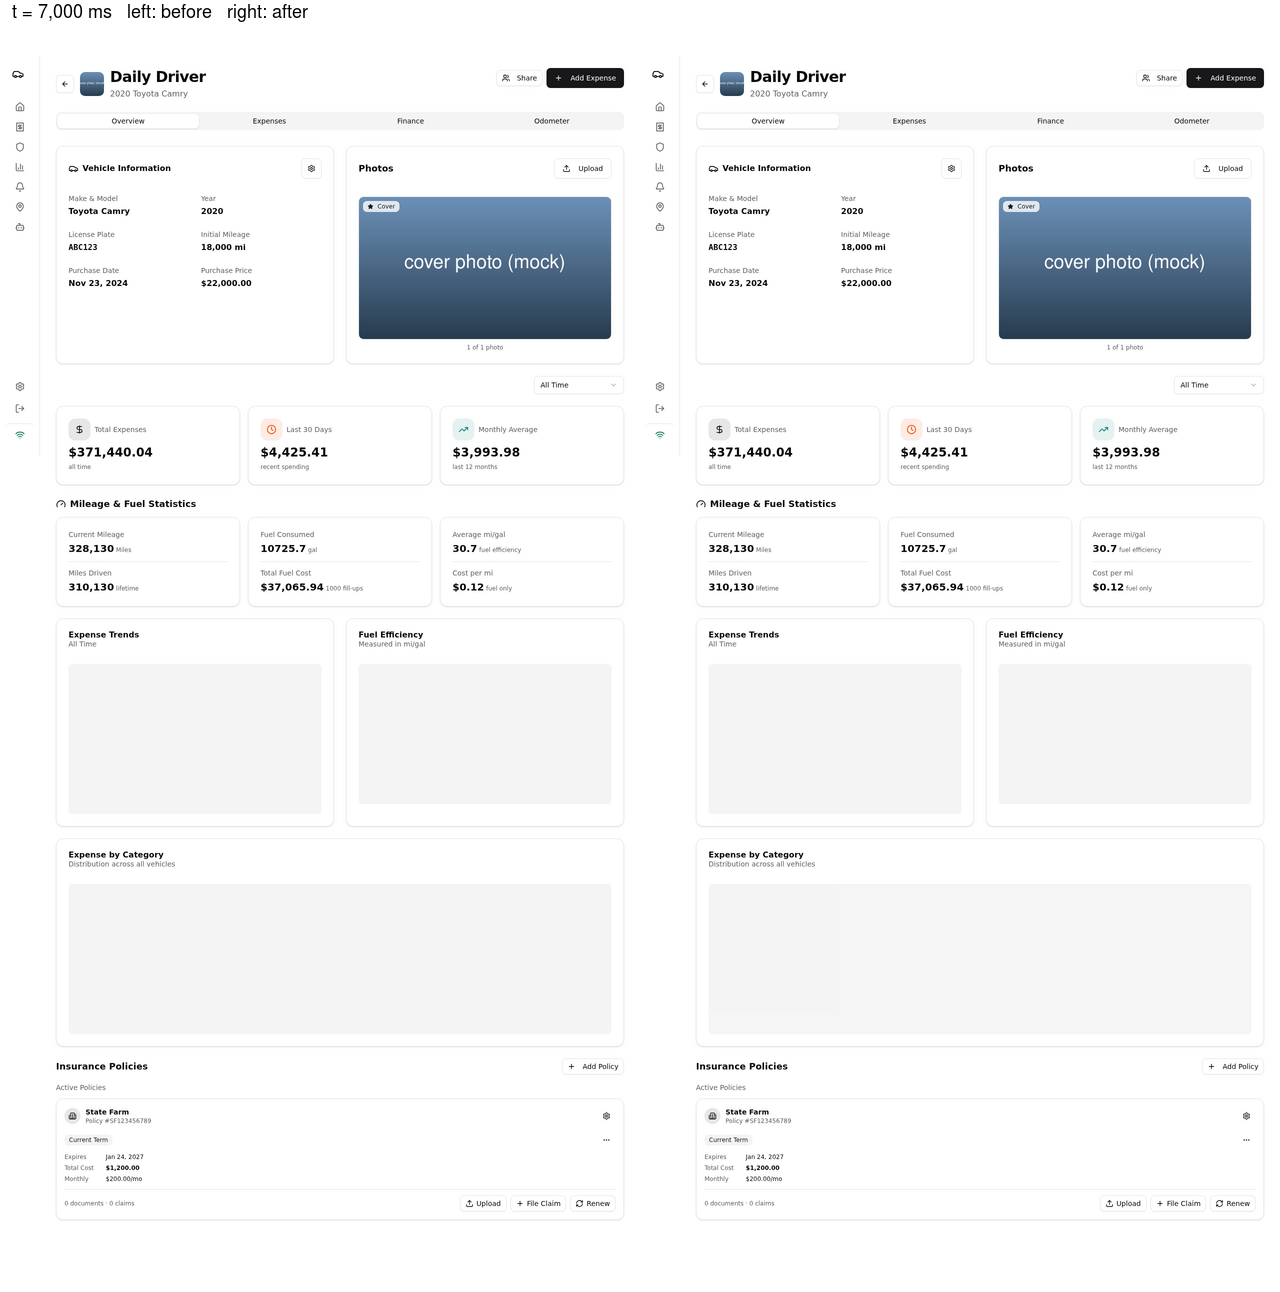 t = 7,000 ms left: before right: after
Daily Driver
2020 Toyota Camry
Share
+ Add Expense
Overview
Expenses
Finance
Odometer
Vehicle Information
Make & Model
Toyota Camry
Year
2020
License Plate
ABC123
Initial Mileage
18,000 mi
Purchase Date
Nov 23, 2024
Purchase Price
$22,000.00
Photos
Upload
Cover
cover photo (mock)
1 of 1 photo
All Time
Total Expenses
$371,440.04
all time
Last 30 Days
$4,425.41
recent spending
Monthly Average
$3,993.98
last 12 months
Mileage & Fuel Statistics
Current Mileage
328,130 Miles
Miles Driven
310,130 lifetime
Fuel Consumed
10725.7 gal
Total Fuel Cost
$37,065.94 1000 fill-ups
Average mi/gal
30.7 fuel efficiency
Cost per mi
$0.12 fuel only
Expense Trends
All Time
Fuel Efficiency
Measured in mi/gal
Expense by Category
Distribution across all vehicles
Insurance Policies
+ Add Policy
Active Policies
State Farm
Policy #SF123456789
Current Term
Expires Jan 24, 2027
Total Cost $1,200.00
Monthly $200.00/mo
0 documents · 0 claims
Upload
+ File Claim
Renew
Daily Driver
2020 Toyota Camry
Share
+ Add Expense
Overview
Expenses
Finance
Odometer
Vehicle Information
Make & Model
Toyota Camry
Year
2020
License Plate
ABC123
Initial Mileage
18,000 mi
Purchase Date
Nov 23, 2024
Purchase Price
$22,000.00
Photos
Upload
Cover
cover photo (mock)
1 of 1 photo
All Time
Total Expenses
$371,440.04
all time
Last 30 Days
$4,425.41
recent spending
Monthly Average
$3,993.98
last 12 months
Mileage & Fuel Statistics
Current Mileage
328,130 Miles
Miles Driven
310,130 lifetime
Fuel Consumed
10725.7 gal
Total Fuel Cost
$37,065.94 1000 fill-ups
Average mi/gal
30.7 fuel efficiency
Cost per mi
$0.12 fuel only
Expense Trends
All Time
Fuel Efficiency
Measured in mi/gal
Expense by Category
Distribution across all vehicles
Insurance Policies
+ Add Policy
Active Policies
State Farm
Policy #SF123456789
Current Term
Expires Jan 24, 2027
Total Cost $1,200.00
Monthly $200.00/mo
0 documents · 0 claims
Upload
+ File Claim
Renew